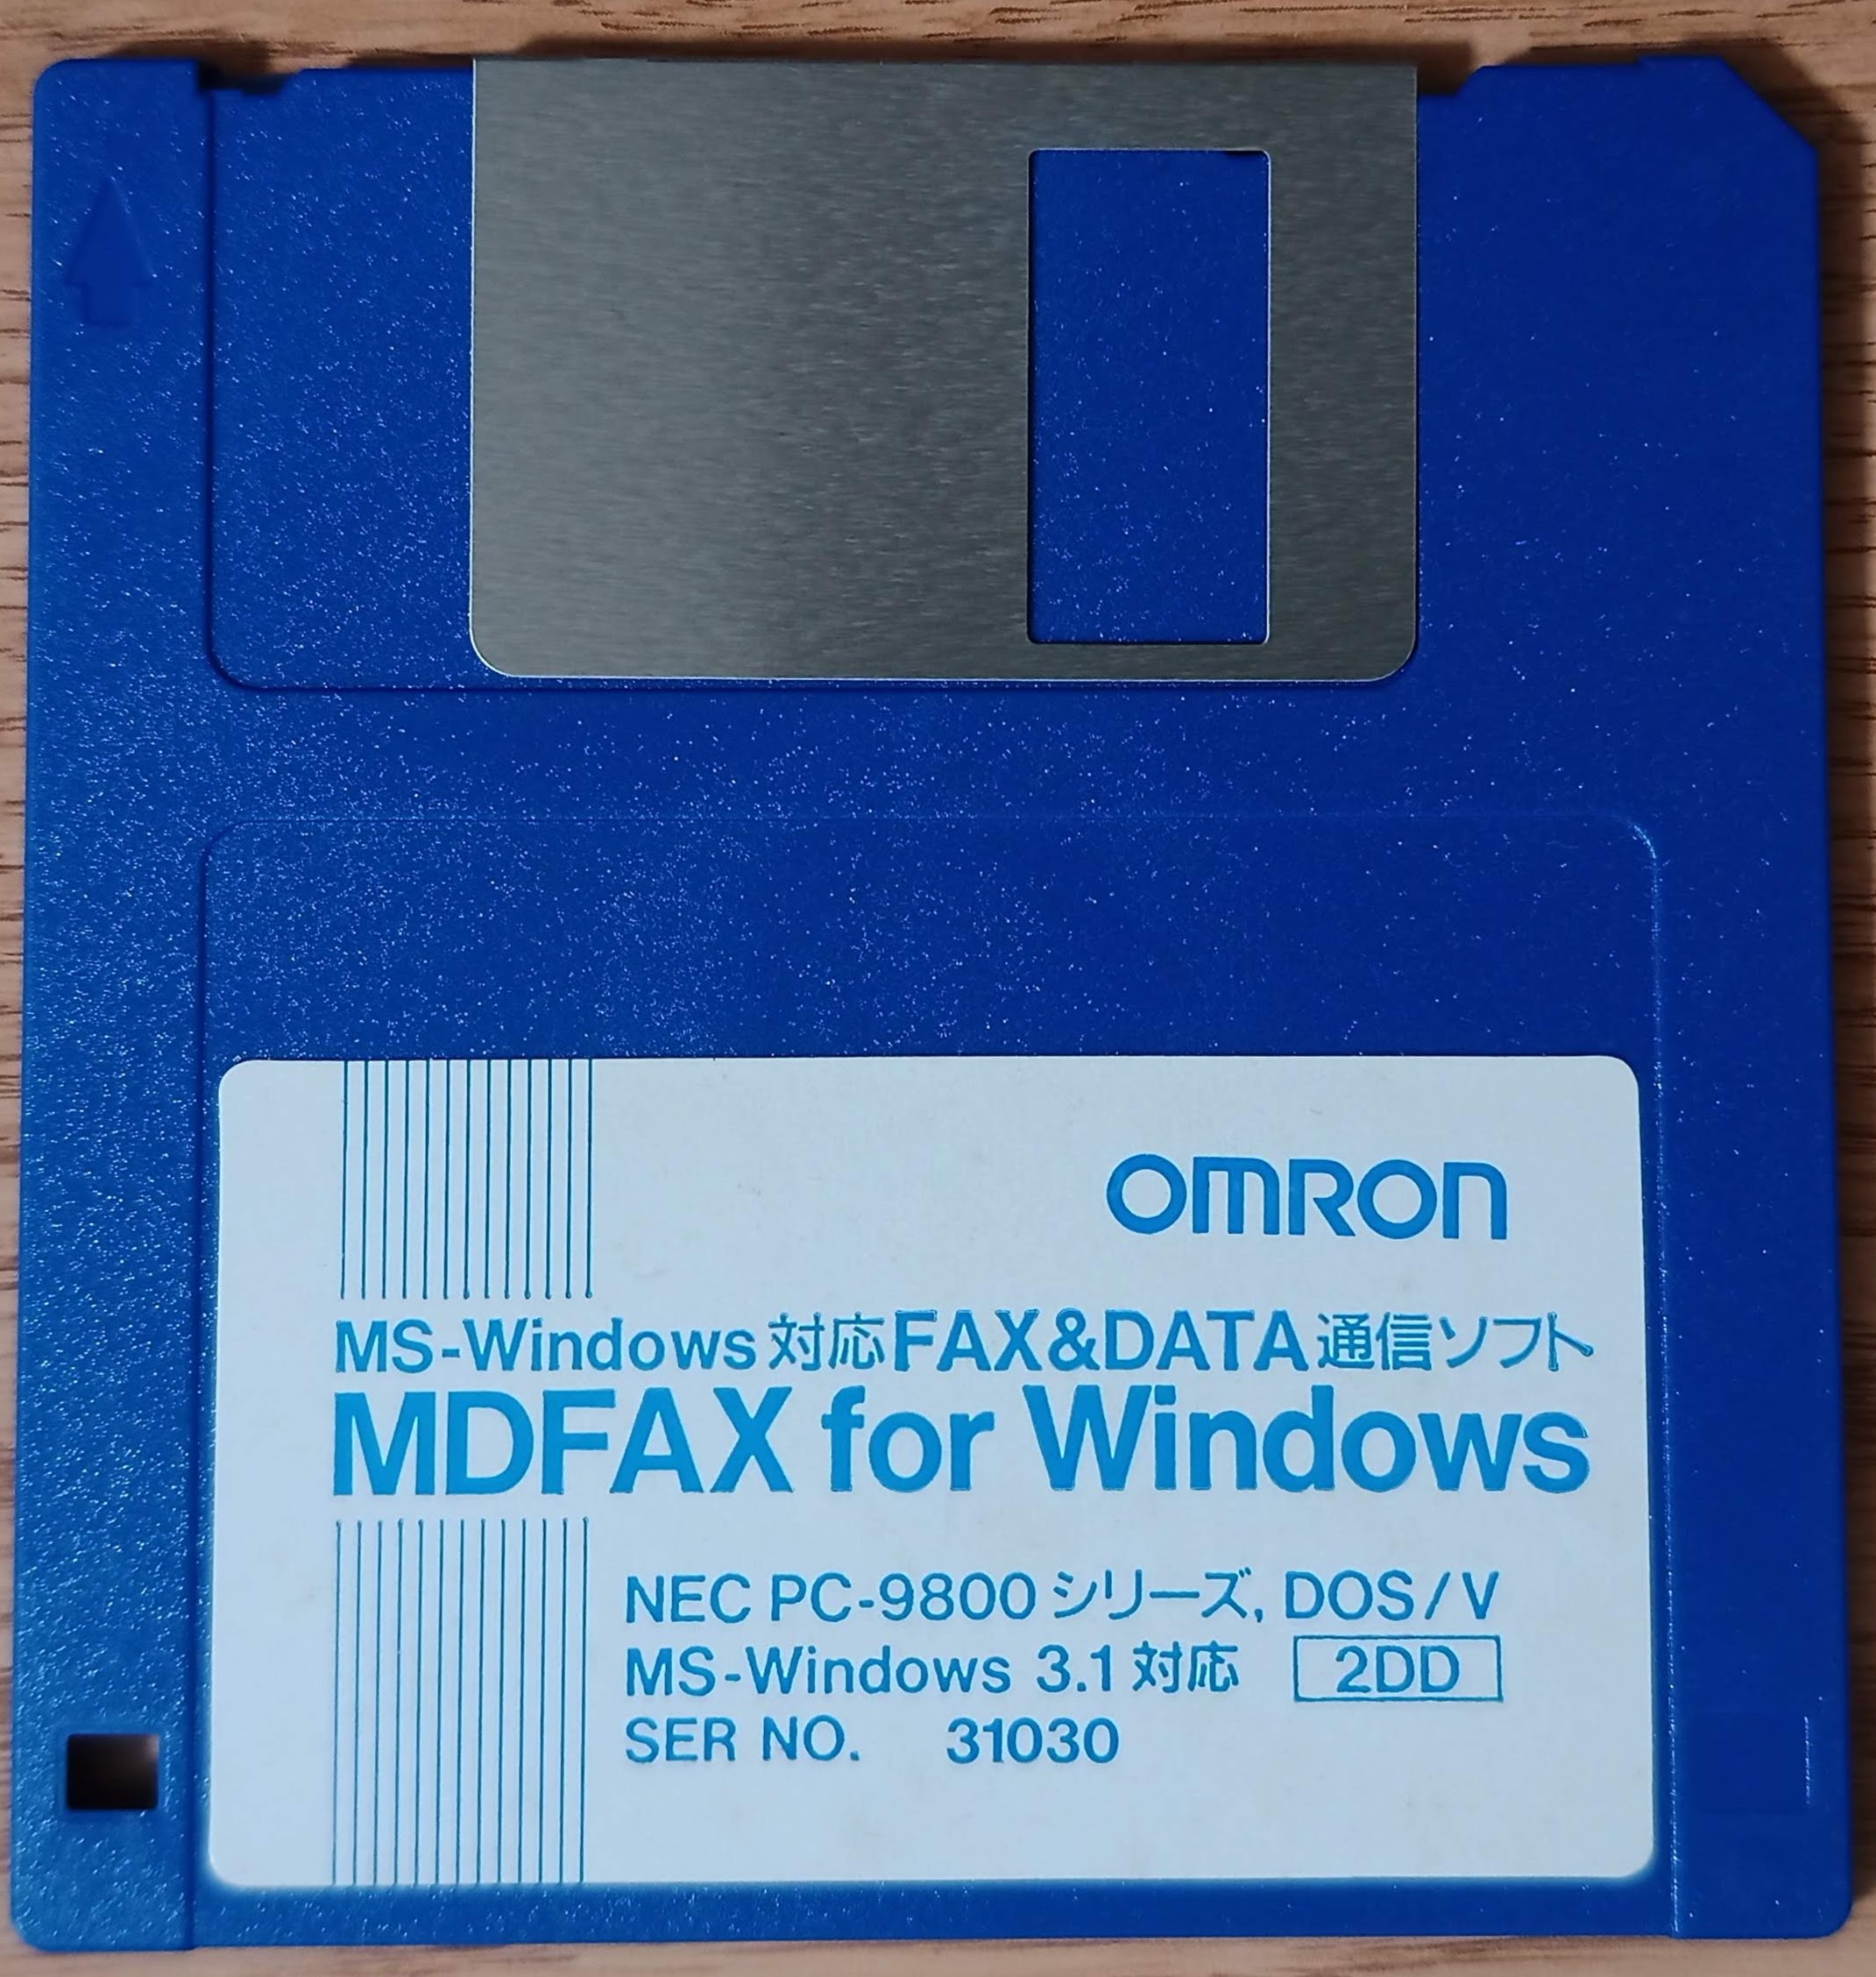 OMRON
MS-Windows対応FAX&DATA通信ソフト
MDFAX for Windows
NEC PC-9800シリーズ, DOS/V
MS-Windows 3.1対応 2DD
SER NO. 31030